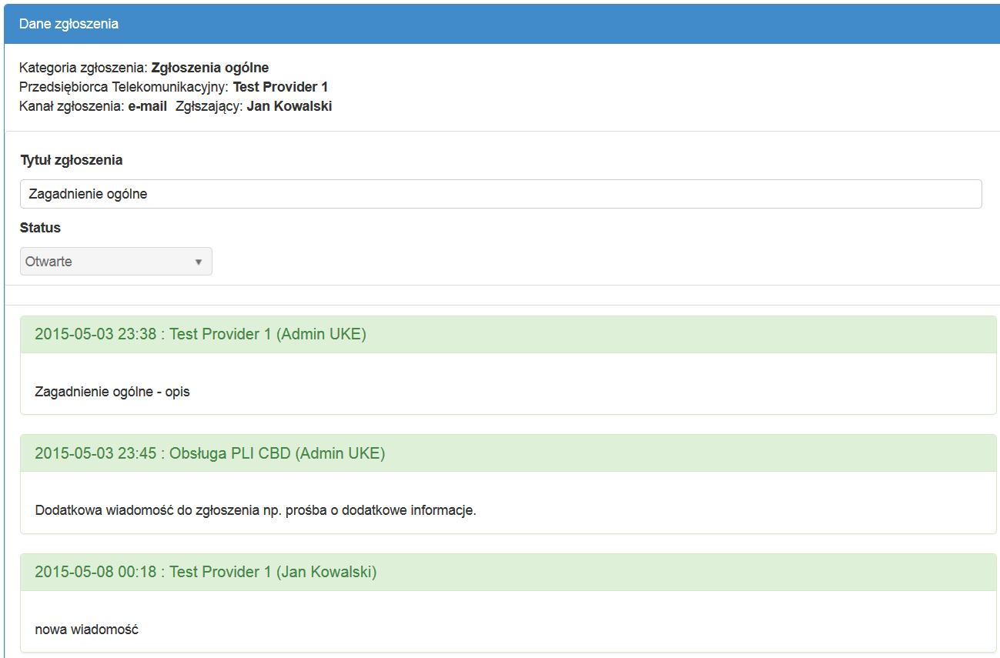 Dane zgłoszenia
Kategoria zgłoszenia: Zgłoszenia ogólne
Przedsiębiorca Telekomunikacyjny: Test Provider 1
Kanał zgłoszenia: e-mail Zgłszający: Jan Kowalski
Tytuł zgłoszenia
Zagadnienie ogólne
Status
Otwarte
2015-05-03 23:38 : Test Provider 1 (Admin UKE)
Zagadnienie ogólne - opis
2015-05-03 23:45 : Obsługa PLI CBD (Admin UKE)
Dodatkowa wiadomość do zgłoszenia np. prośba o dodatkowe informacje.
2015-05-08 00:18 : Test Provider 1 (Jan Kowalski)
nowa wiadomość